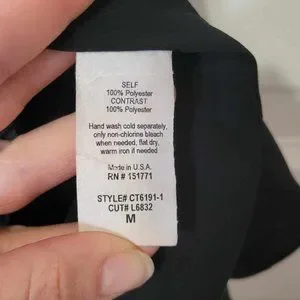 SELF
100% Polyester
CONTRAST
100% Polyester
Hand wash cold separately,
only non-chlorine bleach
when needed, flat dry,
warm iron if needed
Made in U.S.A.
RN # 151771
STYLE# CT6191-1
CUT# L6832
M